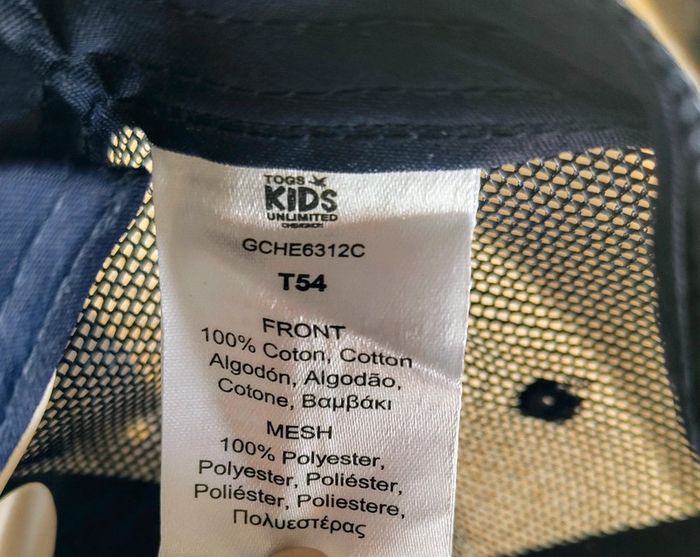 TOGS
KIDS
UNLIMITED
CHEVIGNON
GCHE6312C
T54
FRONT
100% Coton, Cotton
Algodón, Algodão,
Cotone, Βαμβάκι
MESH
100% Polyester,
Polyester, Poliéster,
Poliéster, Poliestere,
Πολυεστέρας